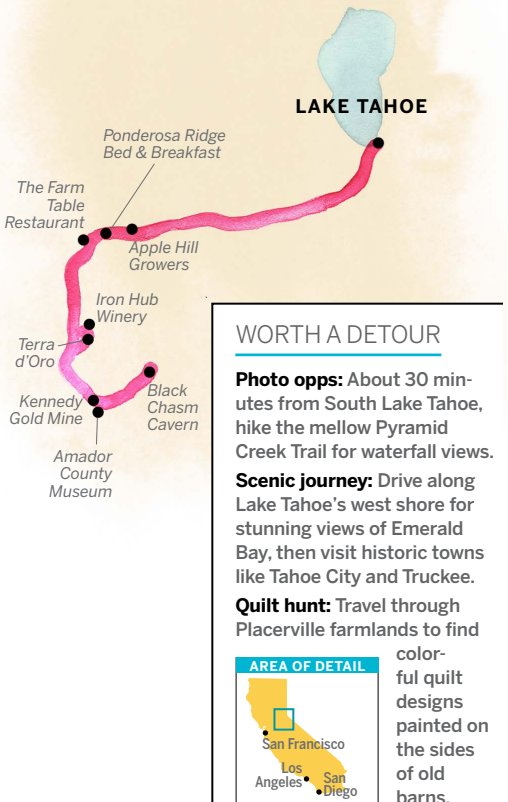 LAKE TAHOE
Ponderosa Ridge
Bed & Breakfast
The Farm
Table
Restaurant
Apple Hill
Growers
Iron Hub
Winery
Terra
d’Oro
Kennedy
Gold Mine
Black
Chasm
Cavern
Amador
County
Museum
WORTH A DETOUR
Photo opps: About 30 min-
utes from South Lake Tahoe,
hike the mellow Pyramid
Creek Trail for waterfall views.
Scenic journey: Drive along
Lake Tahoe’s west shore for
stunning views of Emerald
Bay, then visit historic towns
like Tahoe City and Truckee.
Quilt hunt: Travel through
Placerville farmlands to find
color-
ful quilt
designs
painted on
the sides
of old
barns.
AREA OF DETAIL
San Francisco
Los
Angeles
San
Diego